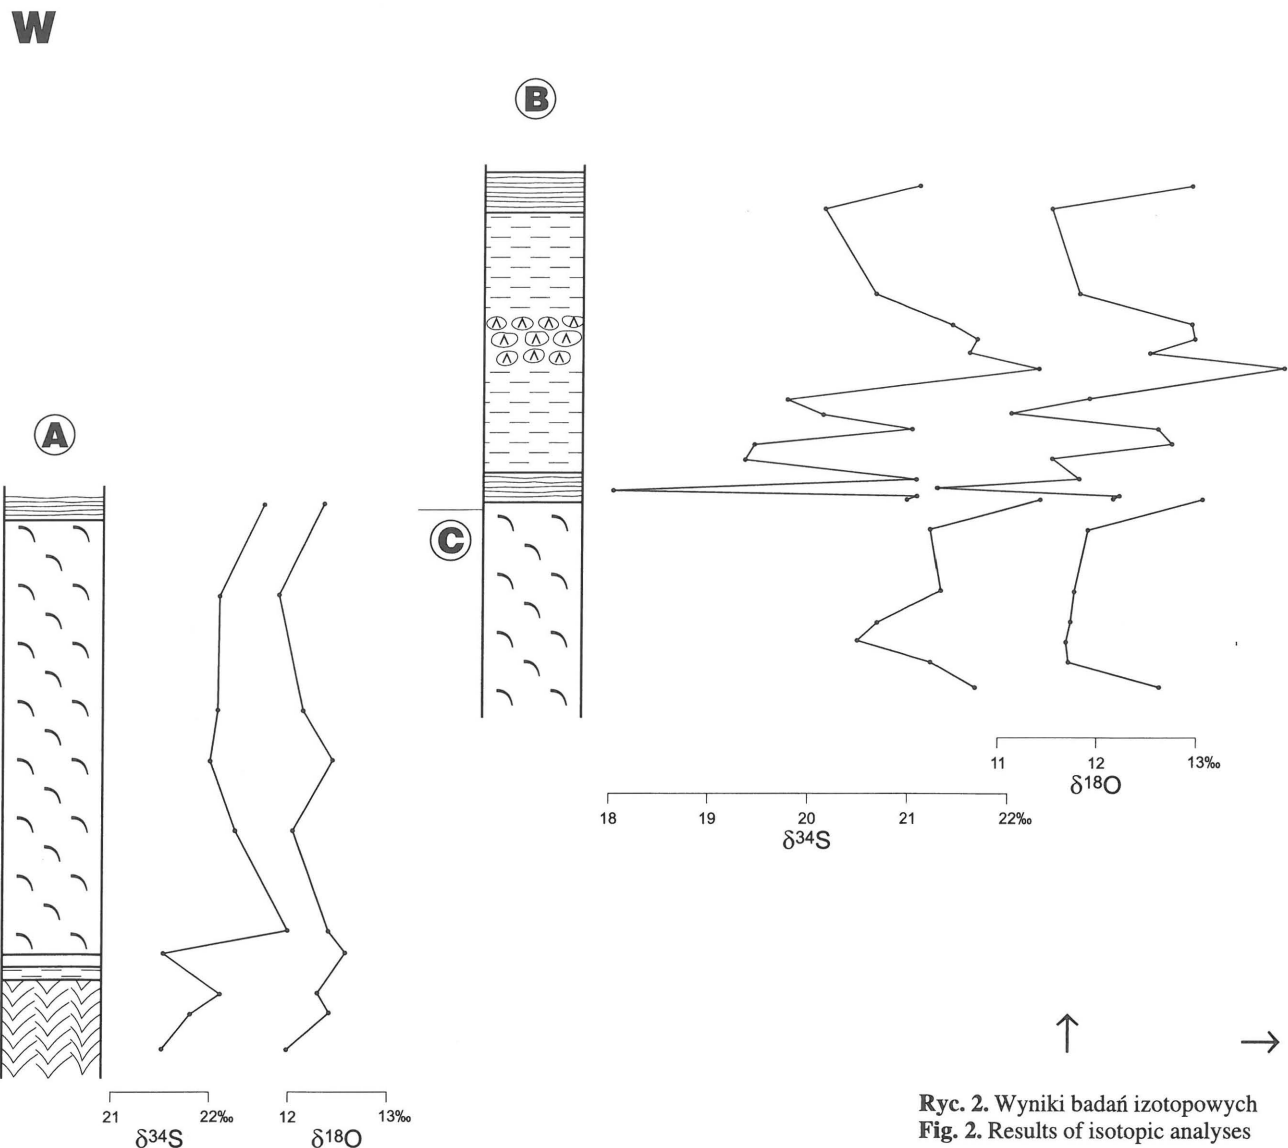 W
B
A
C
11 12 13‰
δ18O
18 19 20 21 22‰
δ34S
21 22‰ 12 13‰
δ34S δ18O
Ryc. 2. Wyniki badań izotopowych
Fig. 2. Results of isotopic analyses